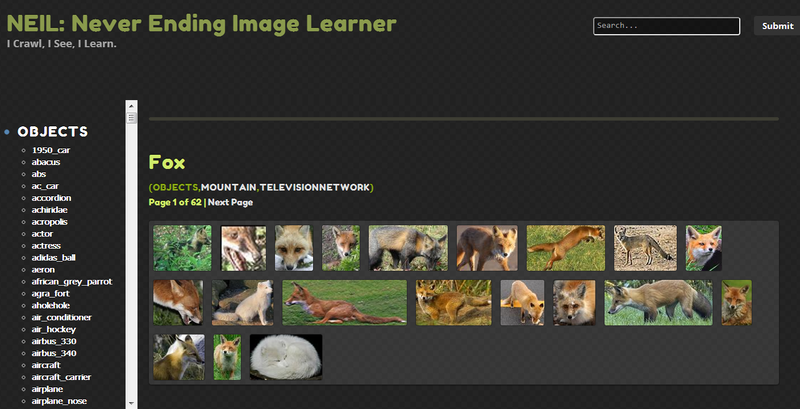 NEIL: Never Ending Image Learner
I Crawl, I See, I Learn.
Search...
Submit
OBJECTS
1950_car
abacus
abs
ac_car
accordion
achiridae
acropolis
actor
actress
adidas_ball
aeron
african_grey_parrot
agra_fort
aholehole
air_conditioner
air_hockey
airbus_330
airbus_340
aircraft
aircraft_carrier
airplane
airplane_nose
Fox
(OBJECTS,MOUNTAIN,TELEVISIONNETWORK)
Page 1 of 62 | Next Page